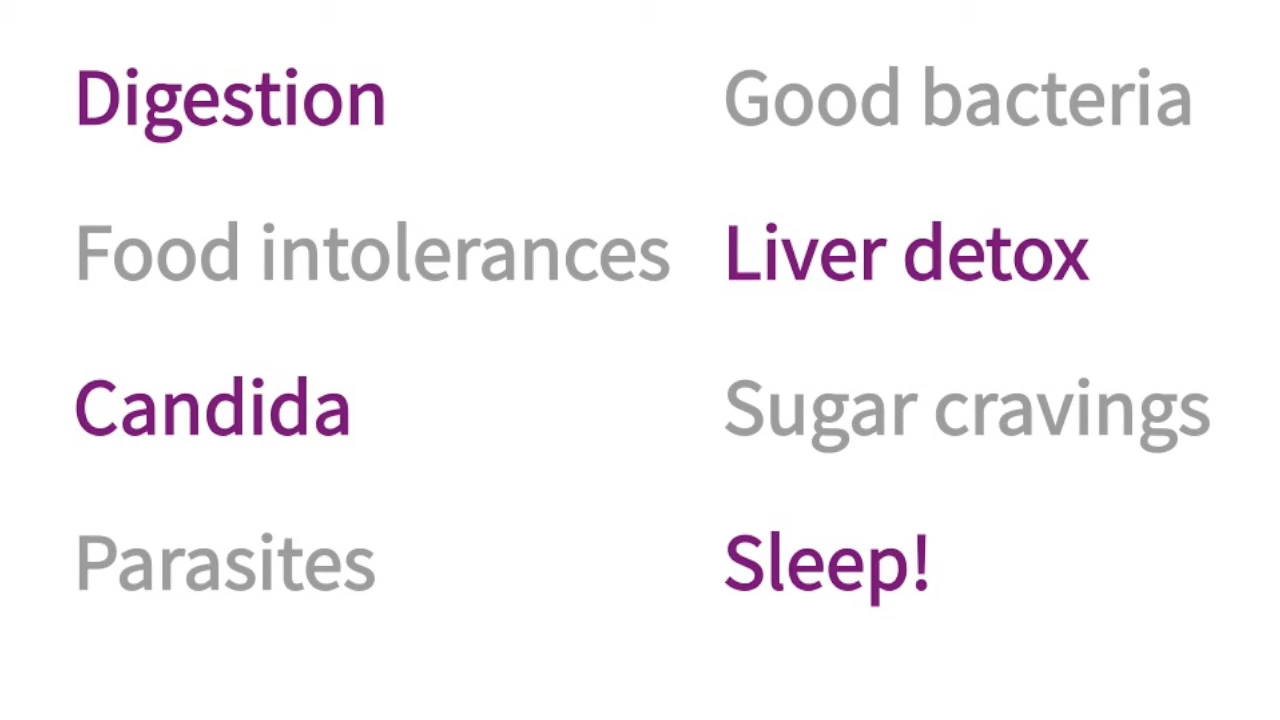 Digestion
Food intolerances
Candida
Parasites
Good bacteria
Liver detox
Sugar cravings
Sleep!